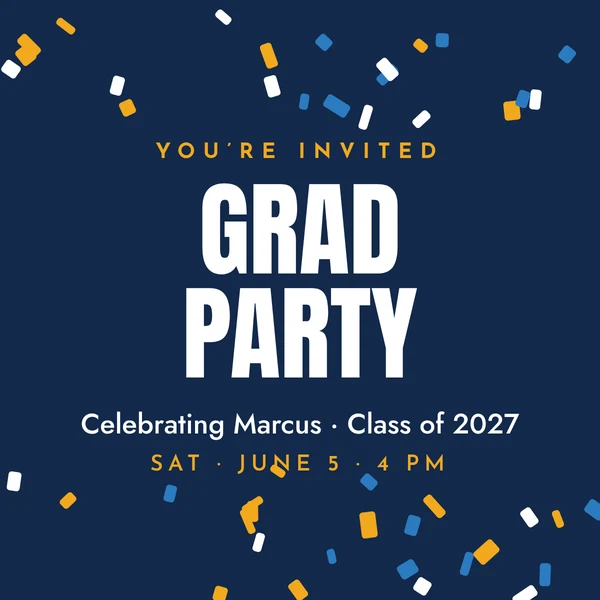 YOU'RE INVITED
GRAD
PARTY
Celebrating Marcus · Class of 2027
SAT · JUNE 5 · 4 PM